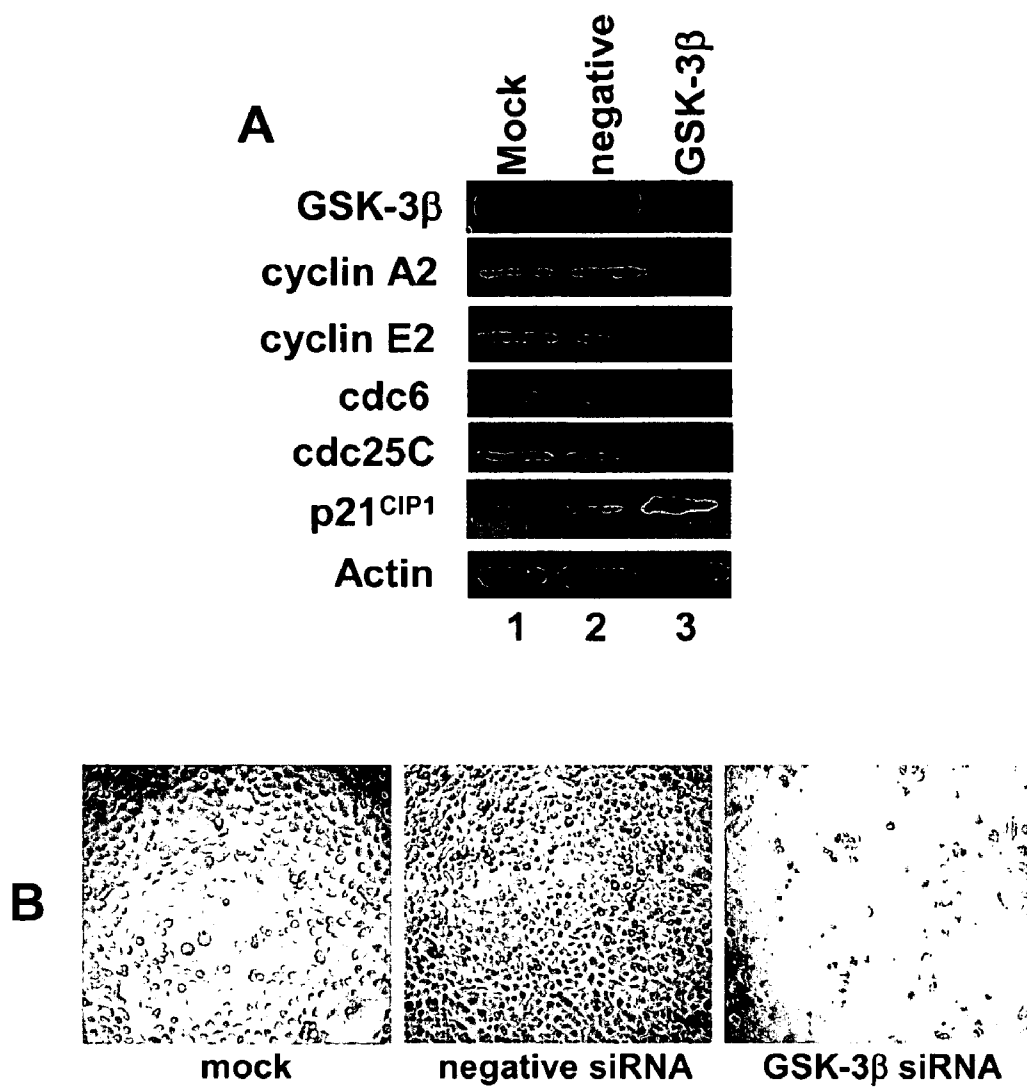 A
Mock
negative
GSK-3β
GSK-3β
cyclin A2
cyclin E2
cdc6
cdc25C
p21CIP1
Actin
1 2 3
B
mock
negative siRNA
GSK-3β siRNA